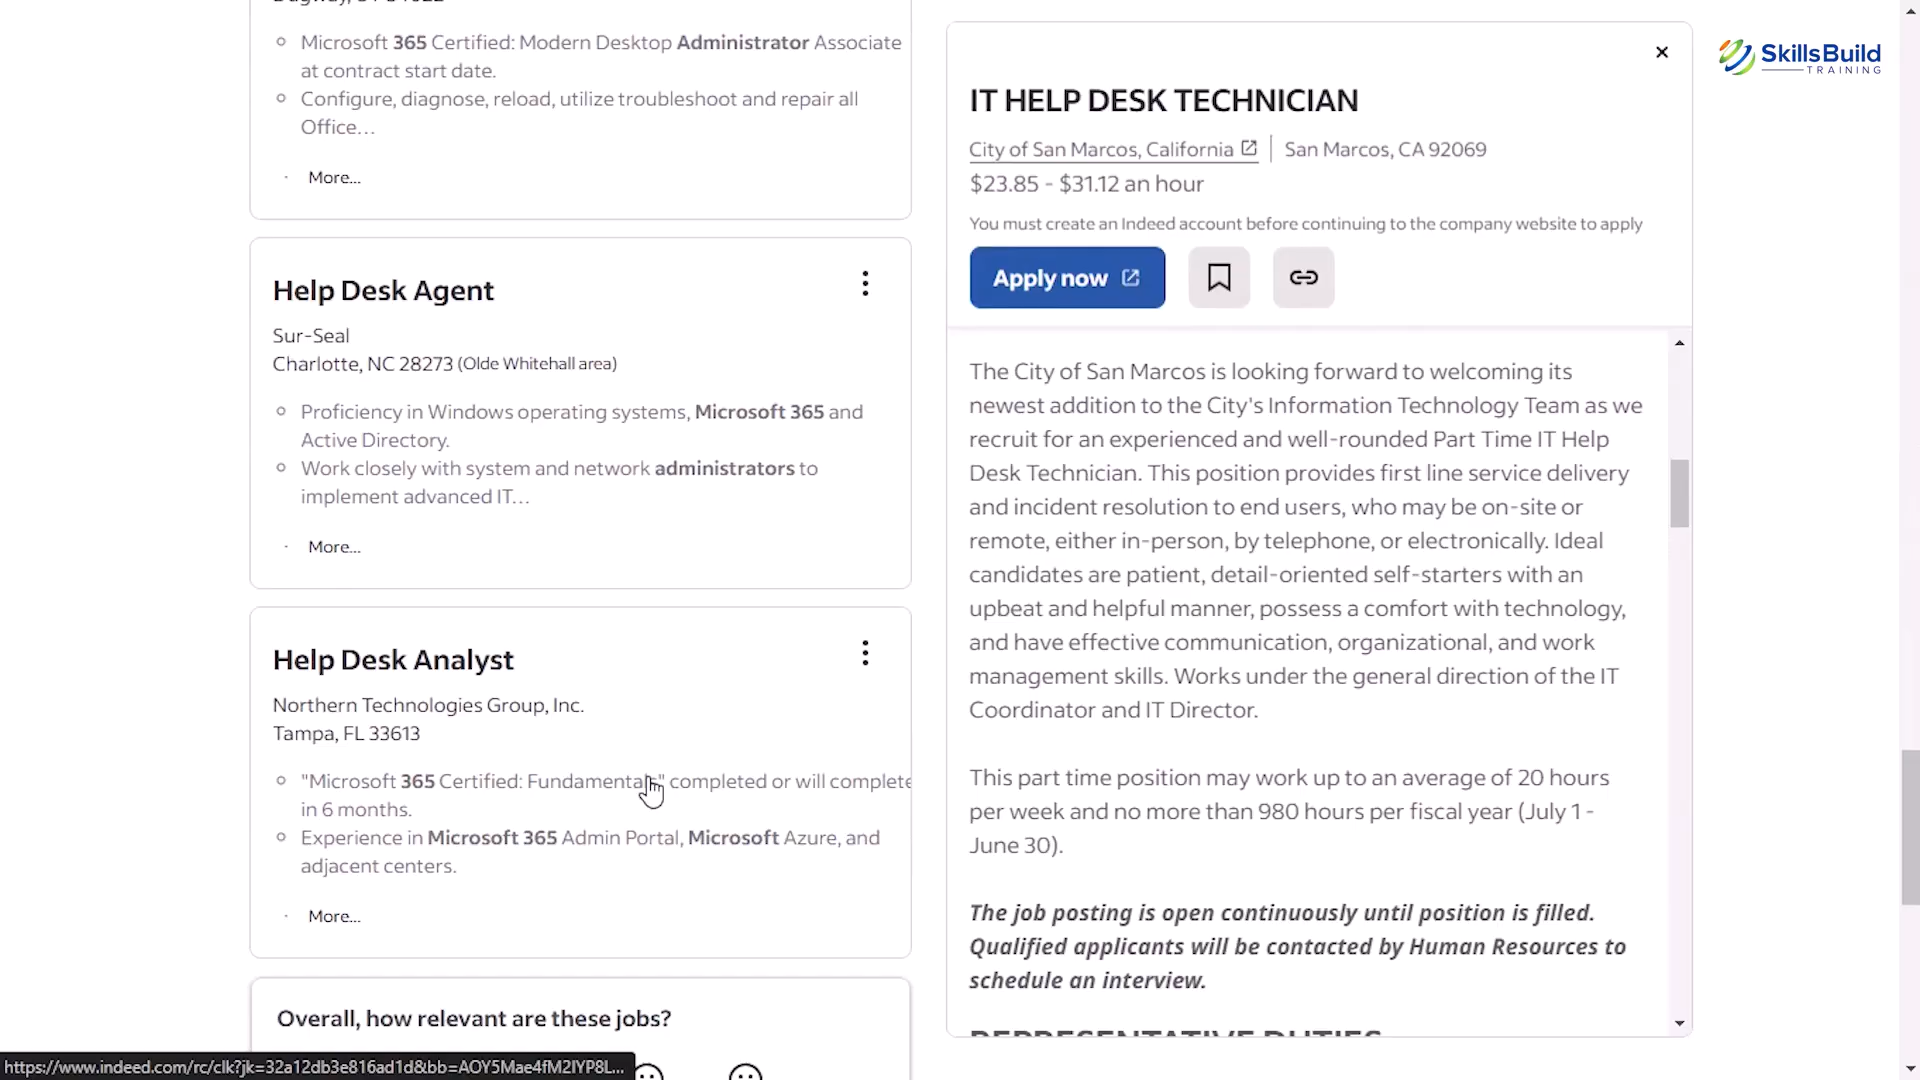 Microsoft 365 Certified: Modern Desktop Administrator Associate
at contract start date.
Configure, diagnose, reload, utilize troubleshoot and repair all
Office...
More...
Help Desk Agent
Sur-Seal
Charlotte, NC 28273 (Olde Whitehall area)
Proficiency in Windows operating systems, Microsoft 365 and
Active Directory.
Work closely with system and network administrators to
implement advanced IT...
More...
Help Desk Analyst
Northern Technologies Group, Inc.
Tampa, FL 33613
"Microsoft 365 Certified: Fundamentals" completed or will complete
in 6 months.
Experience in Microsoft 365 Admin Portal, Microsoft Azure, and
adjacent centers.
More...
Overall, how relevant are these jobs?
https://www.indeed.com/rc/clk?jk=32a12db3e816ad1d&bb=AOY5Mae4fM2IYP8L...
SkillsBuild
TRAINING
IT HELP DESK TECHNICIAN
City of San Marcos, California
San Marcos, CA 92069
$23.85 - $31.12 an hour
You must create an Indeed account before continuing to the company website to apply
Apply now
The City of San Marcos is looking forward to welcoming its
newest addition to the City's Information Technology Team as we
recruit for an experienced and well-rounded Part Time IT Help
Desk Technician. This position provides first line service delivery
and incident resolution to end users, who may be on-site or
remote, either in-person, by telephone, or electronically. Ideal
candidates are patient, detail-oriented self-starters with an
upbeat and helpful manner, possess a comfort with technology,
and have effective communication, organizational, and work
management skills. Works under the general direction of the IT
Coordinator and IT Director.
This part time position may work up to an average of 20 hours
per week and no more than 980 hours per fiscal year (July 1 -
June 30).
The job posting is open continuously until position is filled.
Qualified applicants will be contacted by Human Resources to
schedule an interview.
REPRESENTATIVE DUTIES